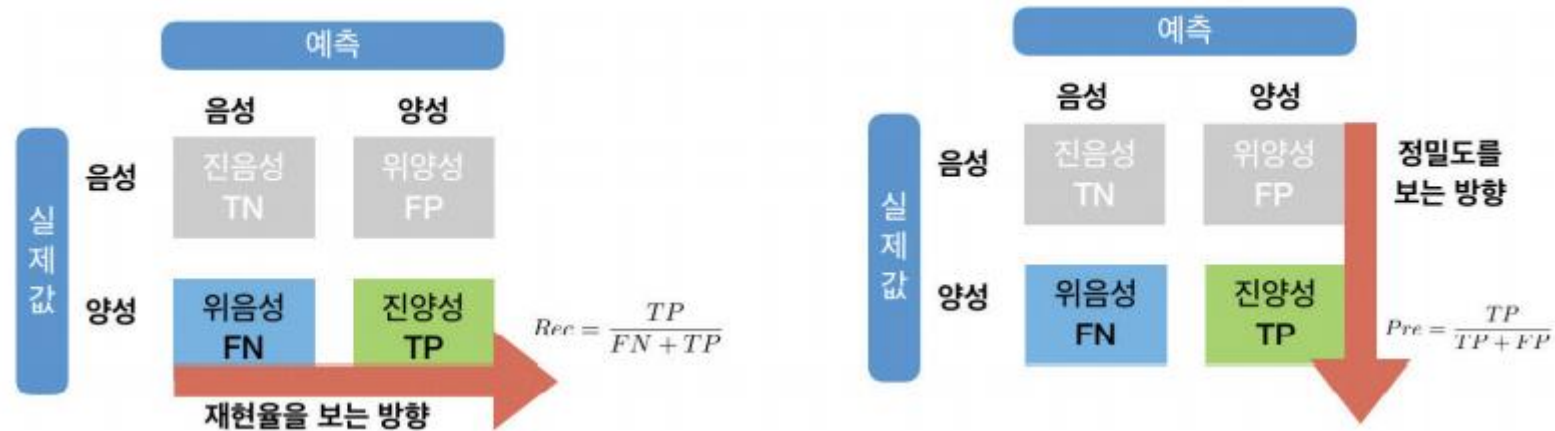 예측
음성 양성
실제값
음성
진음성
TN
위양성
FP
양성
위음성
FN
진양성
TP
Rec = TP / FN + TP
재현율을 보는 방향
예측
음성 양성
실제값
음성
진음성
TN
위양성
FP
정밀도를
보는 방향
양성
위음성
FN
진양성
TP
Pre = TP / TP + FP